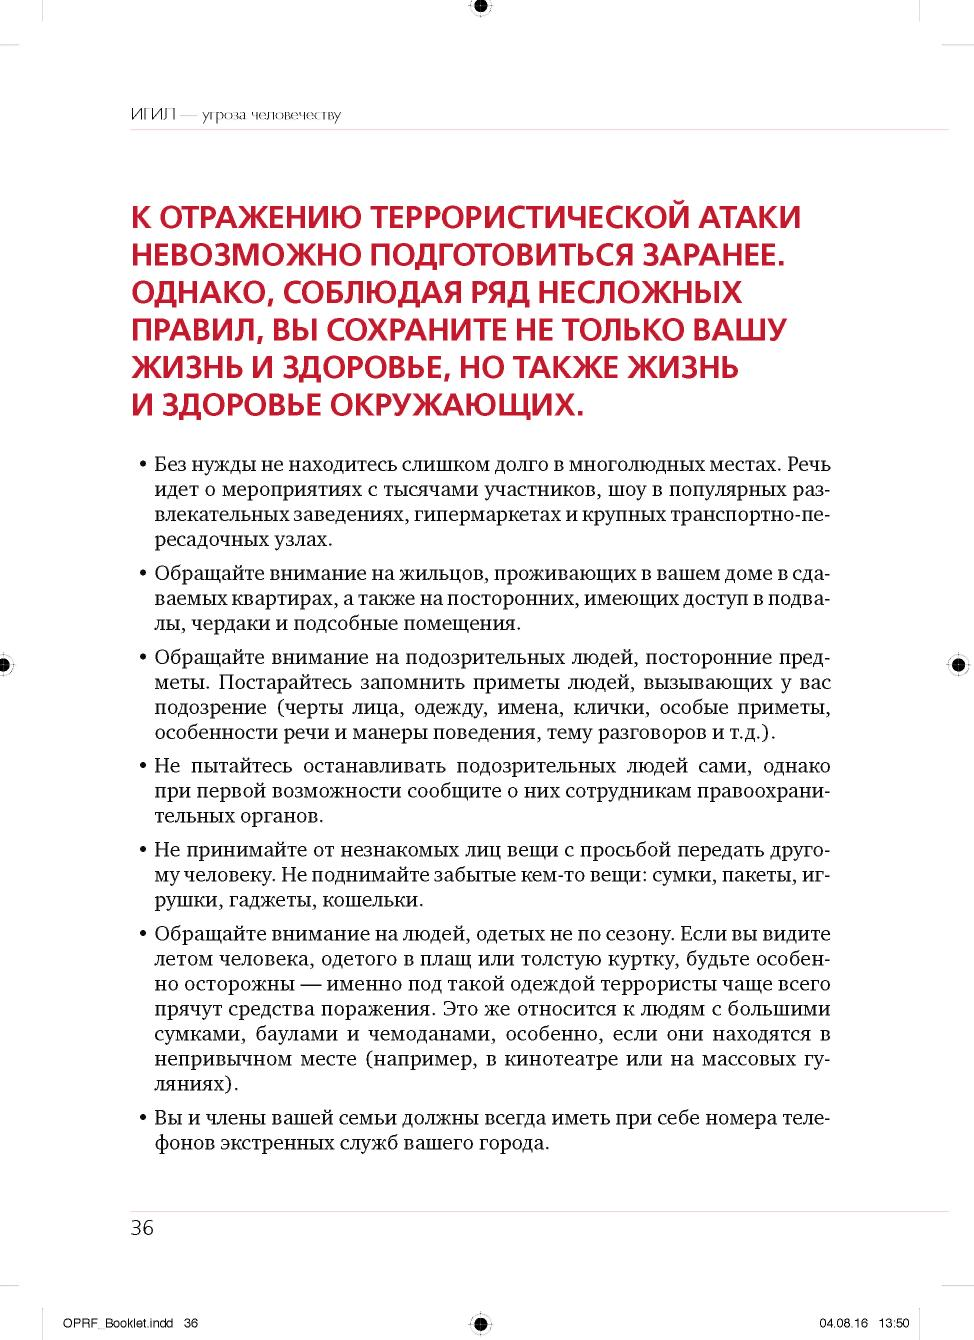 ИГИЛ — угроза человечеству
К ОТРАЖЕНИЮ ТЕРРОРИСТИЧЕСКОЙ АТАКИ
НЕВОЗМОЖНО ПОДГОТОВИТЬСЯ ЗАРАНЕЕ.
ОДНАКО, СОБЛЮДАЯ РЯД НЕСЛОЖНЫХ
ПРАВИЛ, ВЫ СОХРАНИТЕ НЕ ТОЛЬКО ВАШУ
ЖИЗНЬ И ЗДОРОВЬЕ, НО ТАКЖЕ ЖИЗНЬ
И ЗДОРОВЬЕ ОКРУЖАЮЩИХ.
• Без нужды не находитесь слишком долго в многолюдных местах. Речь
идет о мероприятиях с тысячами участников, шоу в популярных раз-
влекательных заведениях, гипермаркетах и крупных транспортно-пе-
ресадочных узлах.
• Обращайте внимание на жильцов, проживающих в вашем доме в сда-
ваемых квартирах, а также на посторонних, имеющих доступ в подва-
лы, чердаки и подсобные помещения.
• Обращайте внимание на подозрительных людей, посторонние пред-
меты. Постарайтесь запомнить приметы людей, вызывающих у вас
подозрение (черты лица, одежду, имена, клички, особые приметы,
особенности речи и манеры поведения, тему разговоров и т.д.).
• Не пытайтесь останавливать подозрительных людей сами, однако
при первой возможности сообщите о них сотрудникам правоохрани-
тельных органов.
• Не принимайте от незнакомых лиц вещи с просьбой передать друго-
му человеку. Не поднимайте забытые кем-то вещи: сумки, пакеты, иг-
рушки, гаджеты, кошельки.
• Обращайте внимание на людей, одетых не по сезону. Если вы видите
летом человека, одетого в плащ или толстую куртку, будьте особен-
но осторожны — именно под такой одеждой террористы чаще всего
прячут средства поражения. Это же относится к людям с большими
сумками, баулами и чемоданами, особенно, если они находятся в
непривычном месте (например, в кинотеатре или на массовых гу-
ляниях).
• Вы и члены вашей семьи должны всегда иметь при себе номера теле-
фонов экстренных служб вашего города.
36
OPRF_Booklet.indd 36
04.08.16 13:50